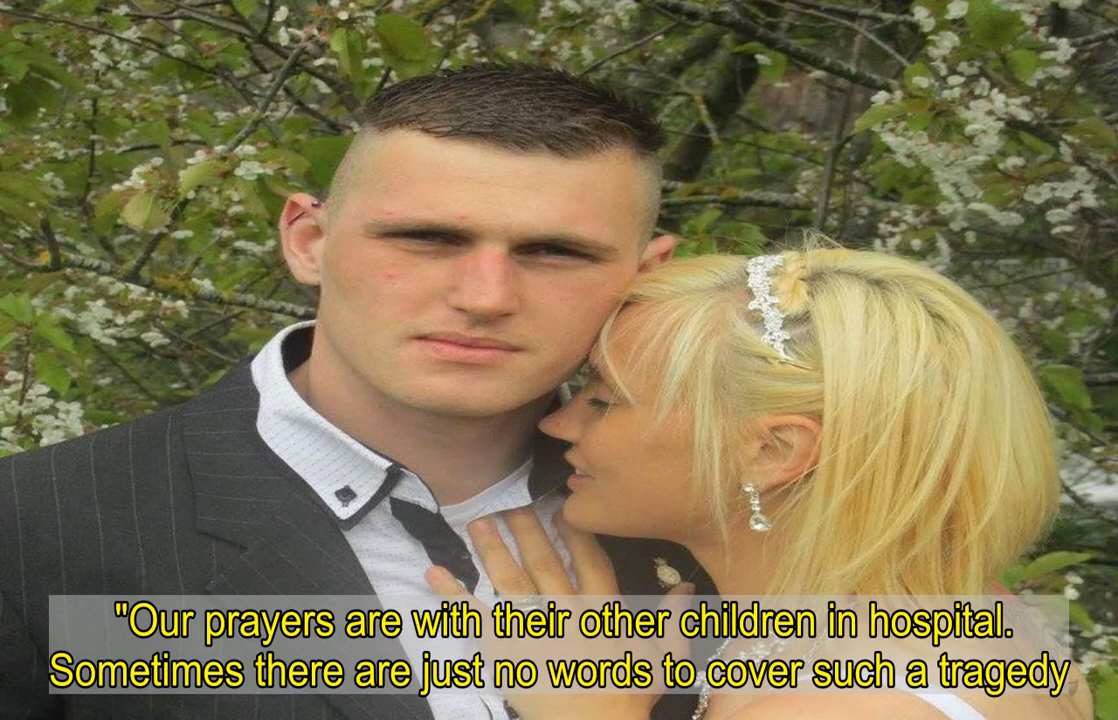 "Our prayers are with their other children in hospital.
Sometimes there are just no words to cover such a tragedy